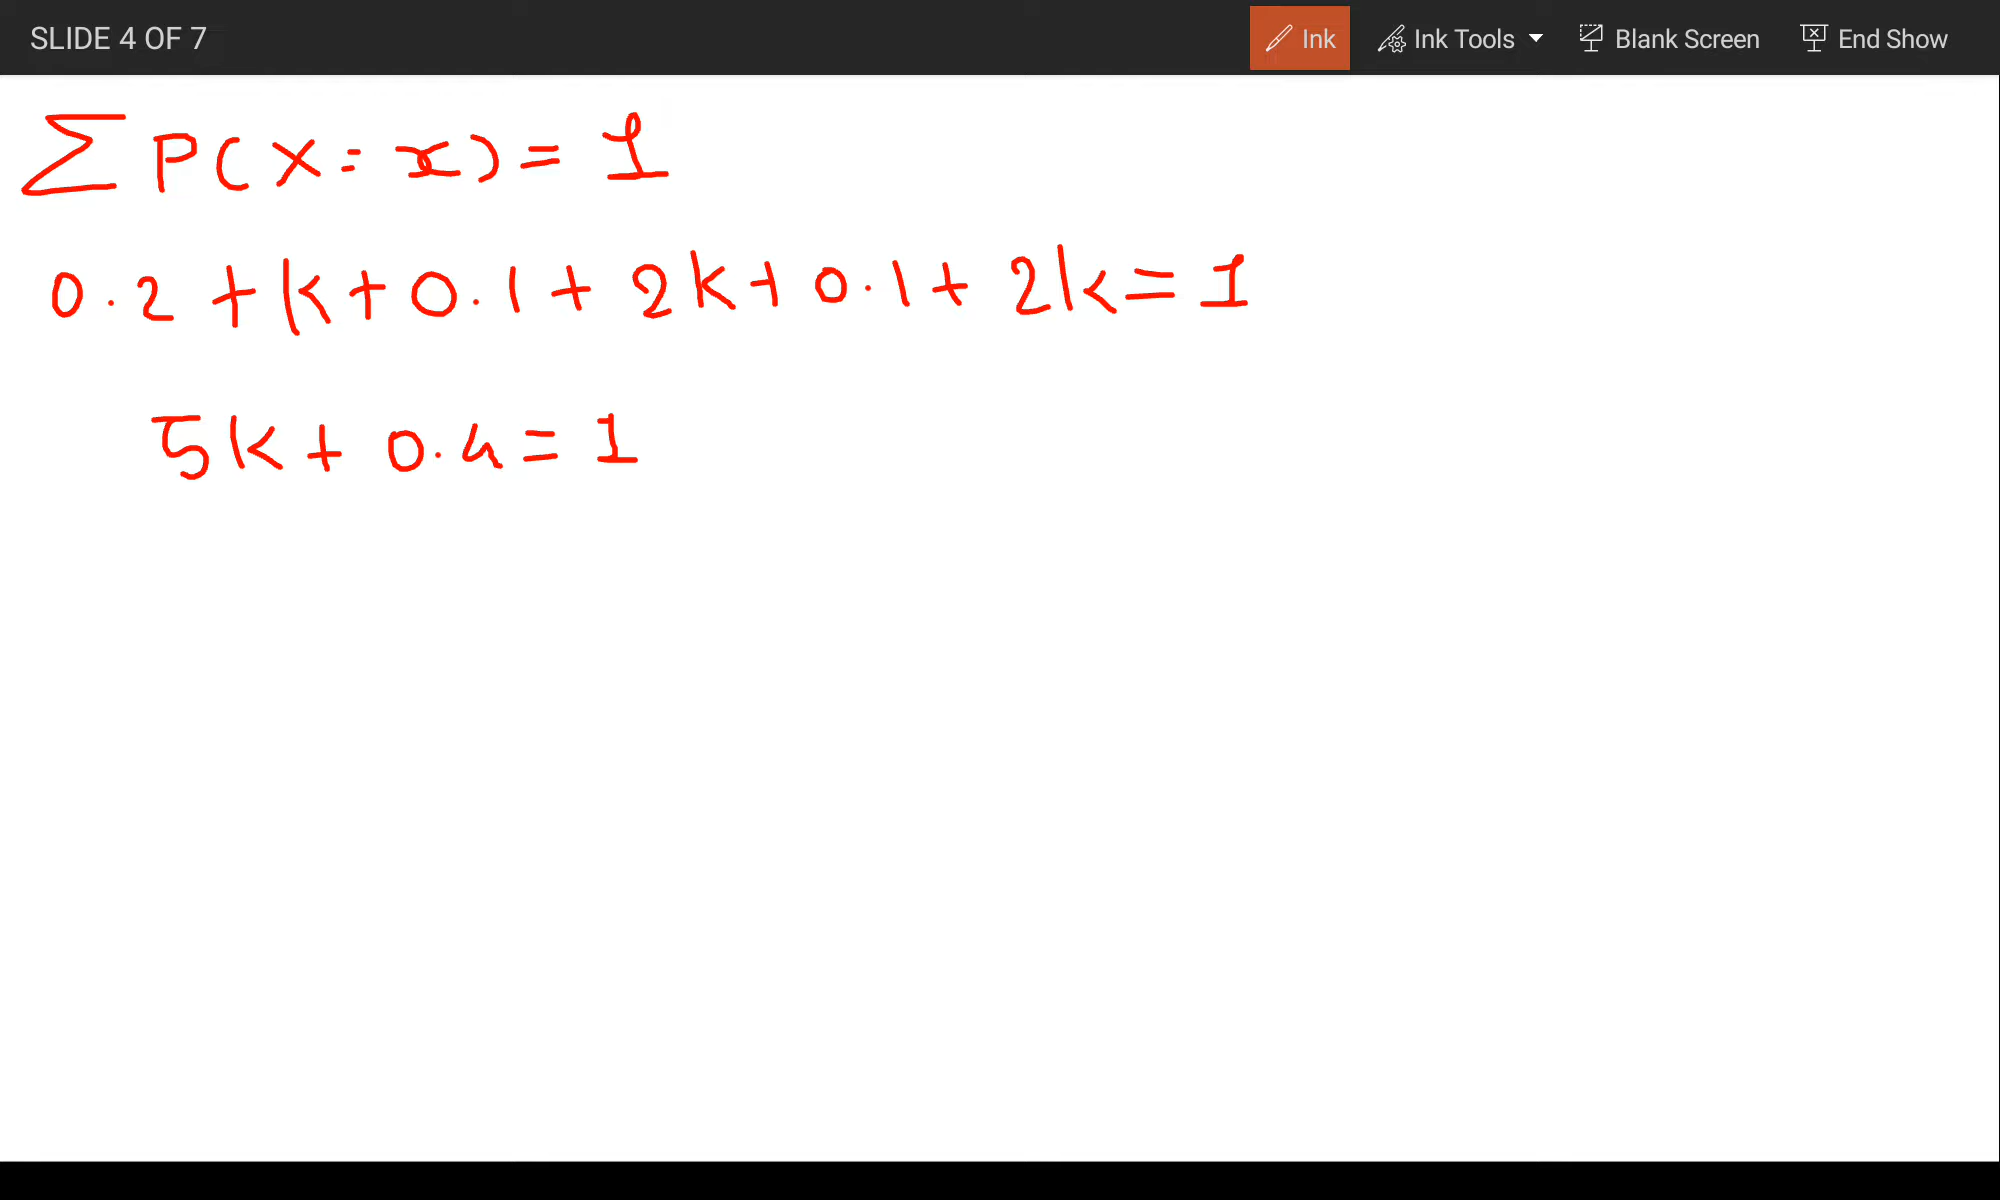 SLIDE 4 OF 7 Ink Ink Tools Blank Screen End Show
∑ P(X=x) = 1
0.2 + k + 0.1 + 2k + 0.1 + 2k = 1
5k + 0.4 = 1